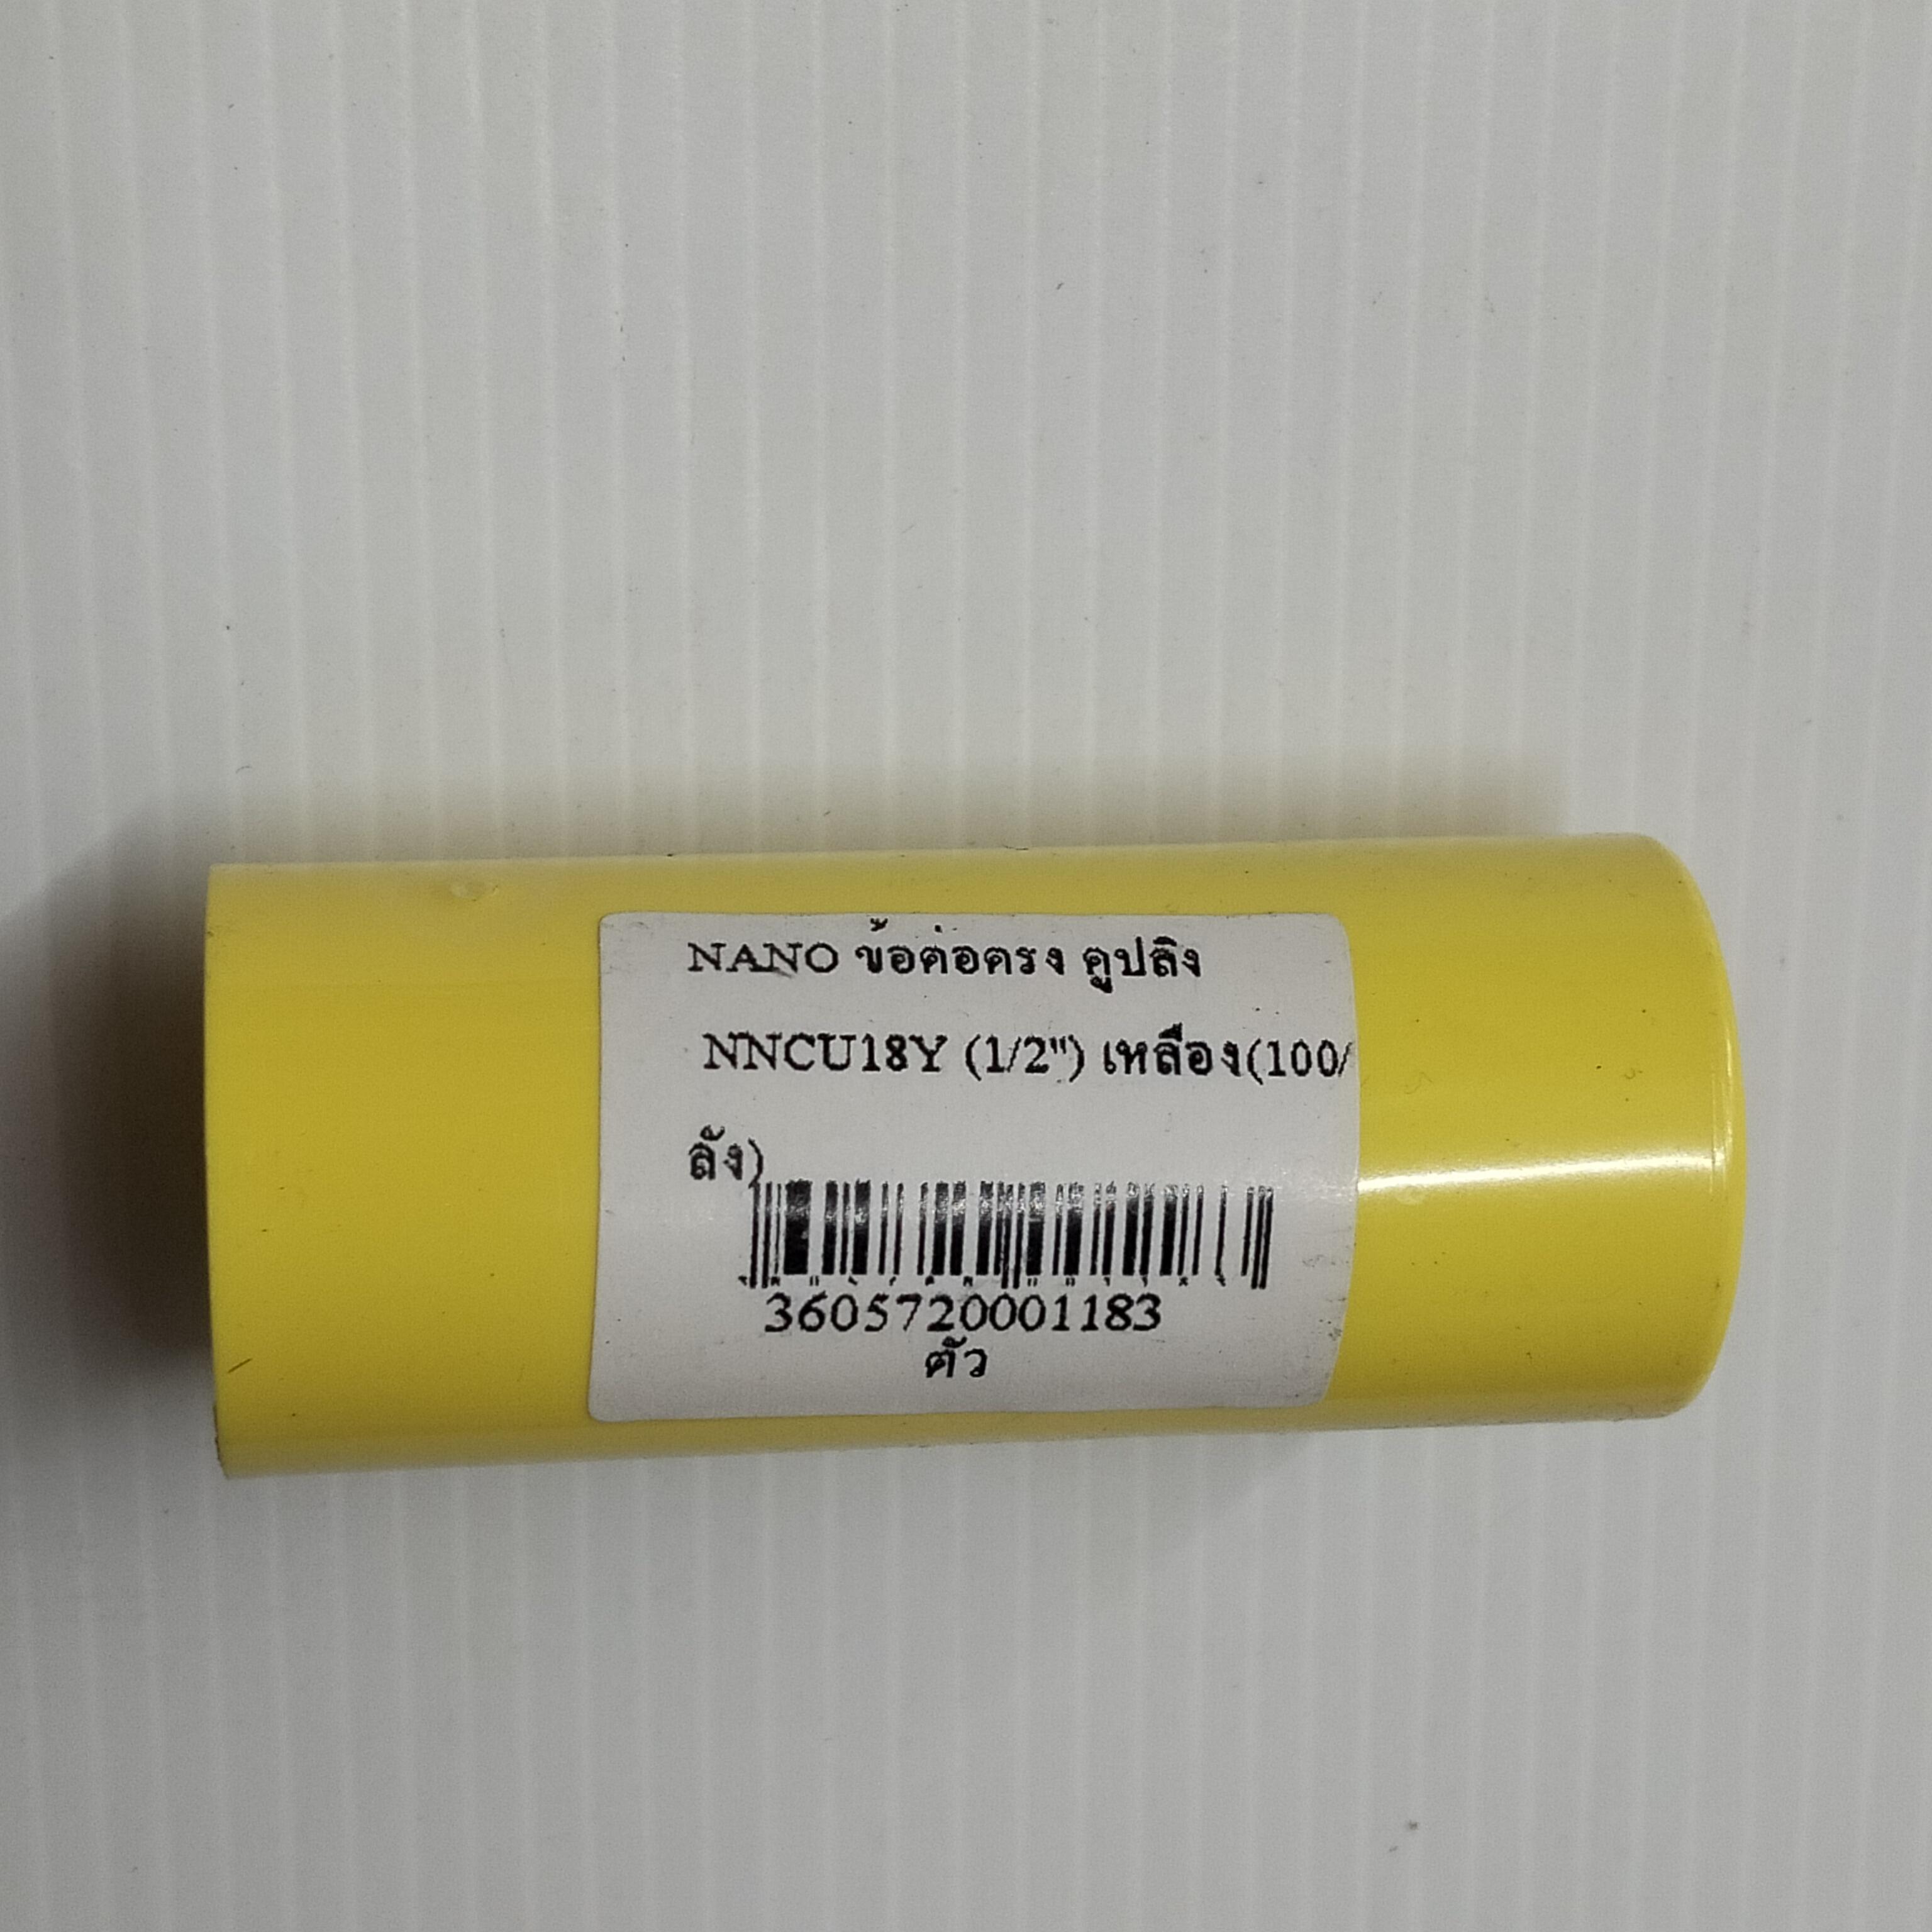 NANO ข้อต่อตรง คูปลิง
NNCU18Y (1/2") เหลือง(100/
ลัง)
3605720001183
ตัว